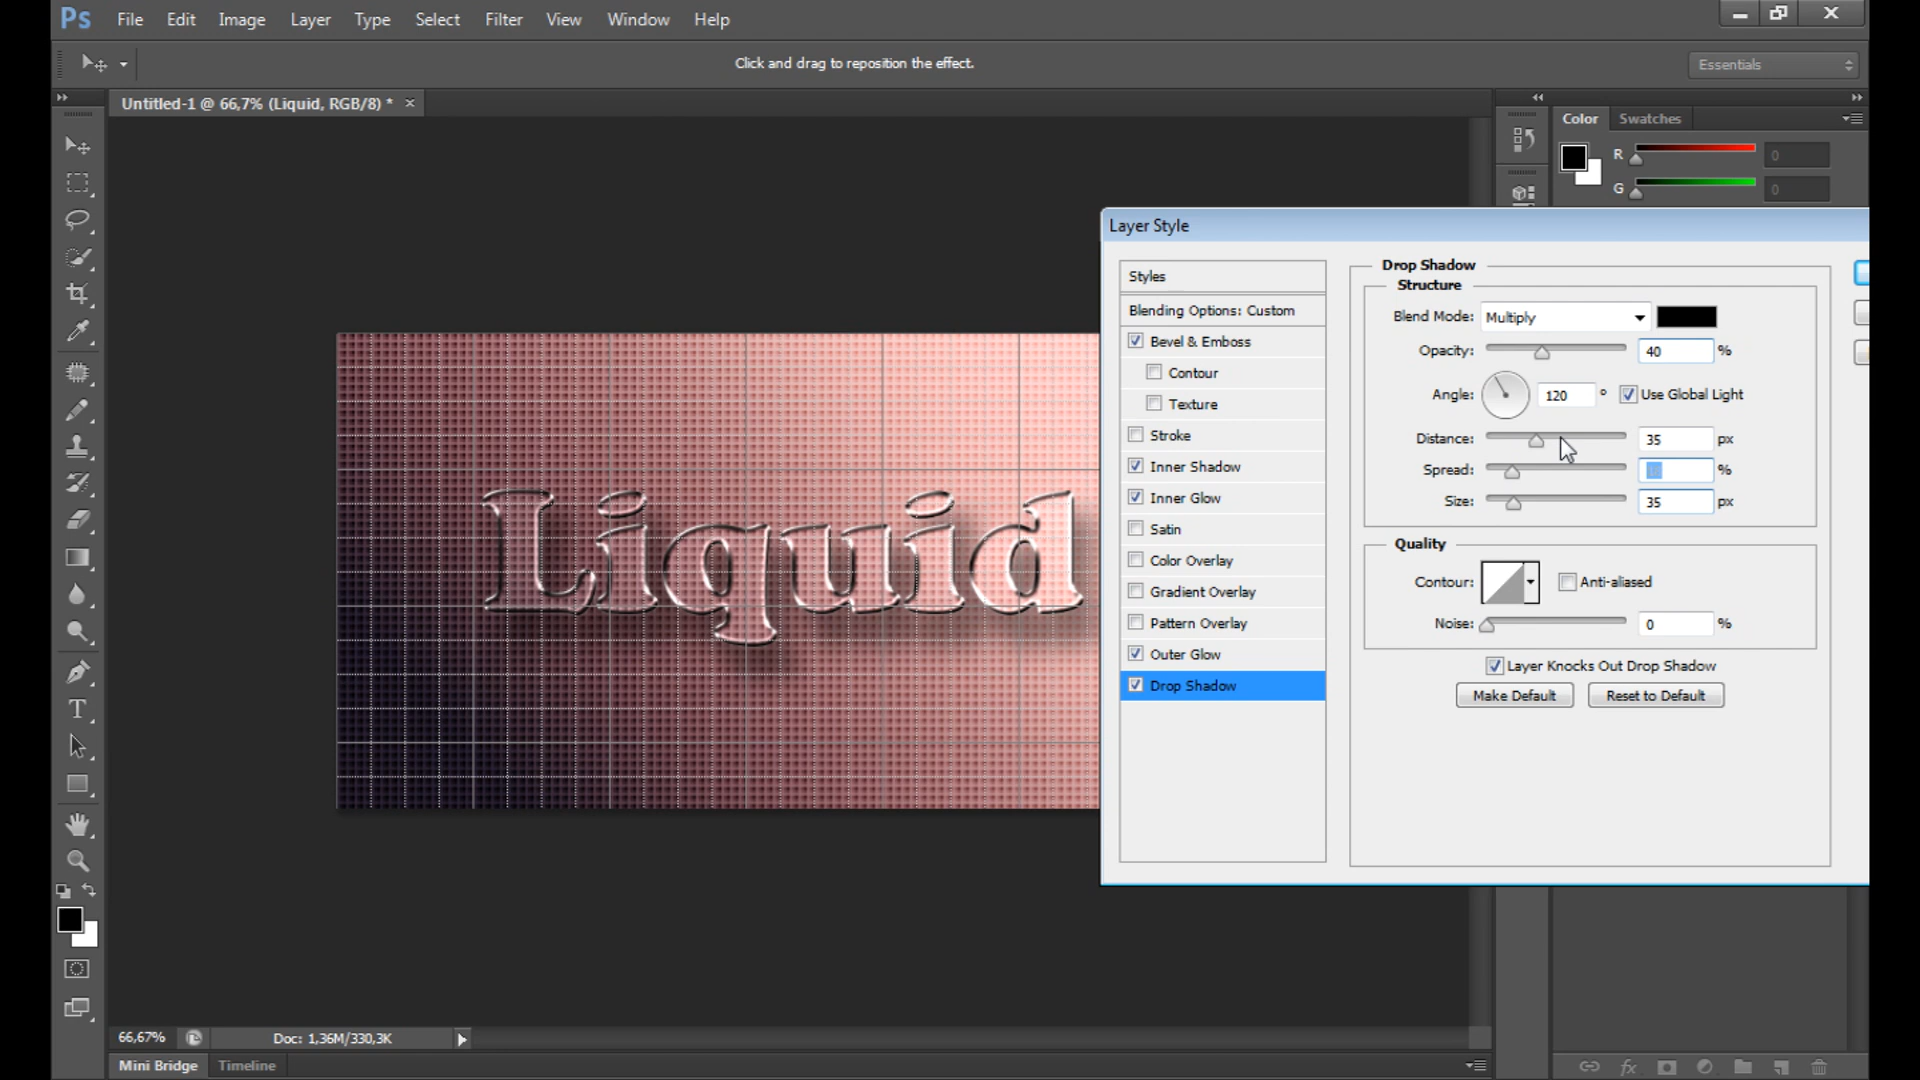 Ps File Edit Image Layer Type Select Filter View Window Help
Click and drag to reposition the effect.
Essentials
Untitled-1 @ 66,7% (Liquid, RGB/8) *
Color Swatches
R 0
G 0
Layer Style
Styles
Blending Options: Custom
Bevel & Emboss
Contour
Texture
Stroke
Inner Shadow
Inner Glow
Satin
Color Overlay
Gradient Overlay
Pattern Overlay
Outer Glow
Drop Shadow
Drop Shadow
Structure
Blend Mode: Multiply
Opacity: 40 %
Angle: 120 ° Use Global Light
Distance: 35 px
Spread: %
Size: 35 px
Quality
Contour: Anti-aliased
Noise: 0 %
Layer Knocks Out Drop Shadow
Make Default Reset to Default
Liquid
T
66,67% Doc: 1,36M/330,3K
Mini Bridge Timeline
fx